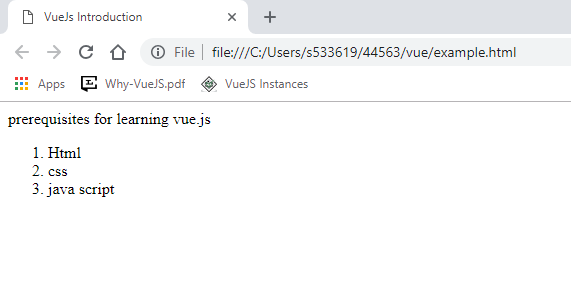 VueJs Introduction
File file:///C:/Users/s533619/44563/vue/example.html
Apps Why-VueJS.pdf VueJS Instances
prerequisites for learning vue.js
1. Html
2. css
3. java script